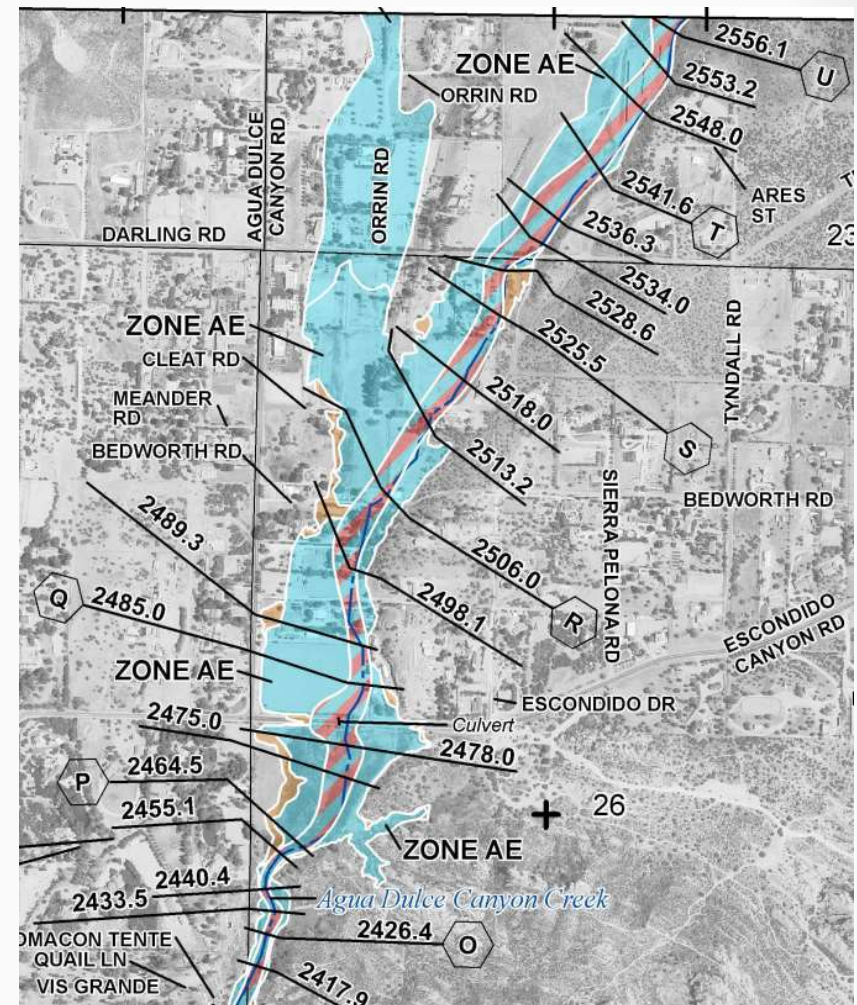 2556.1
U
ZONE AE
2553.2
ORRIN RD
2548.0
AGUA DULCE
CANYON RD
ORRIN RD
2541.6
T
ARES
ST
DARLING RD
2536.3
23
2534.0
2528.6
ZONE AE
2525.5
CLEAT RD
TYNDALL RD
MEANDER
RD
2518.0
S
BEDWORTH RD
2513.2
SIERRA PELONA RD
BEDWORTH RD
2489.3
2506.0
Q
2485.0
2498.1
R
ESCONDIDO
CANYON RD
ZONE AE
ESCONDIDO DR
2475.0
Culvert
2478.0
P
2464.5
2455.1
26
ZONE AE
2440.4
2433.5
Agua Dulce Canyon Creek
2426.4
O
OMACON TENTE
QUAIL LN
VIS GRANDE
2417.9